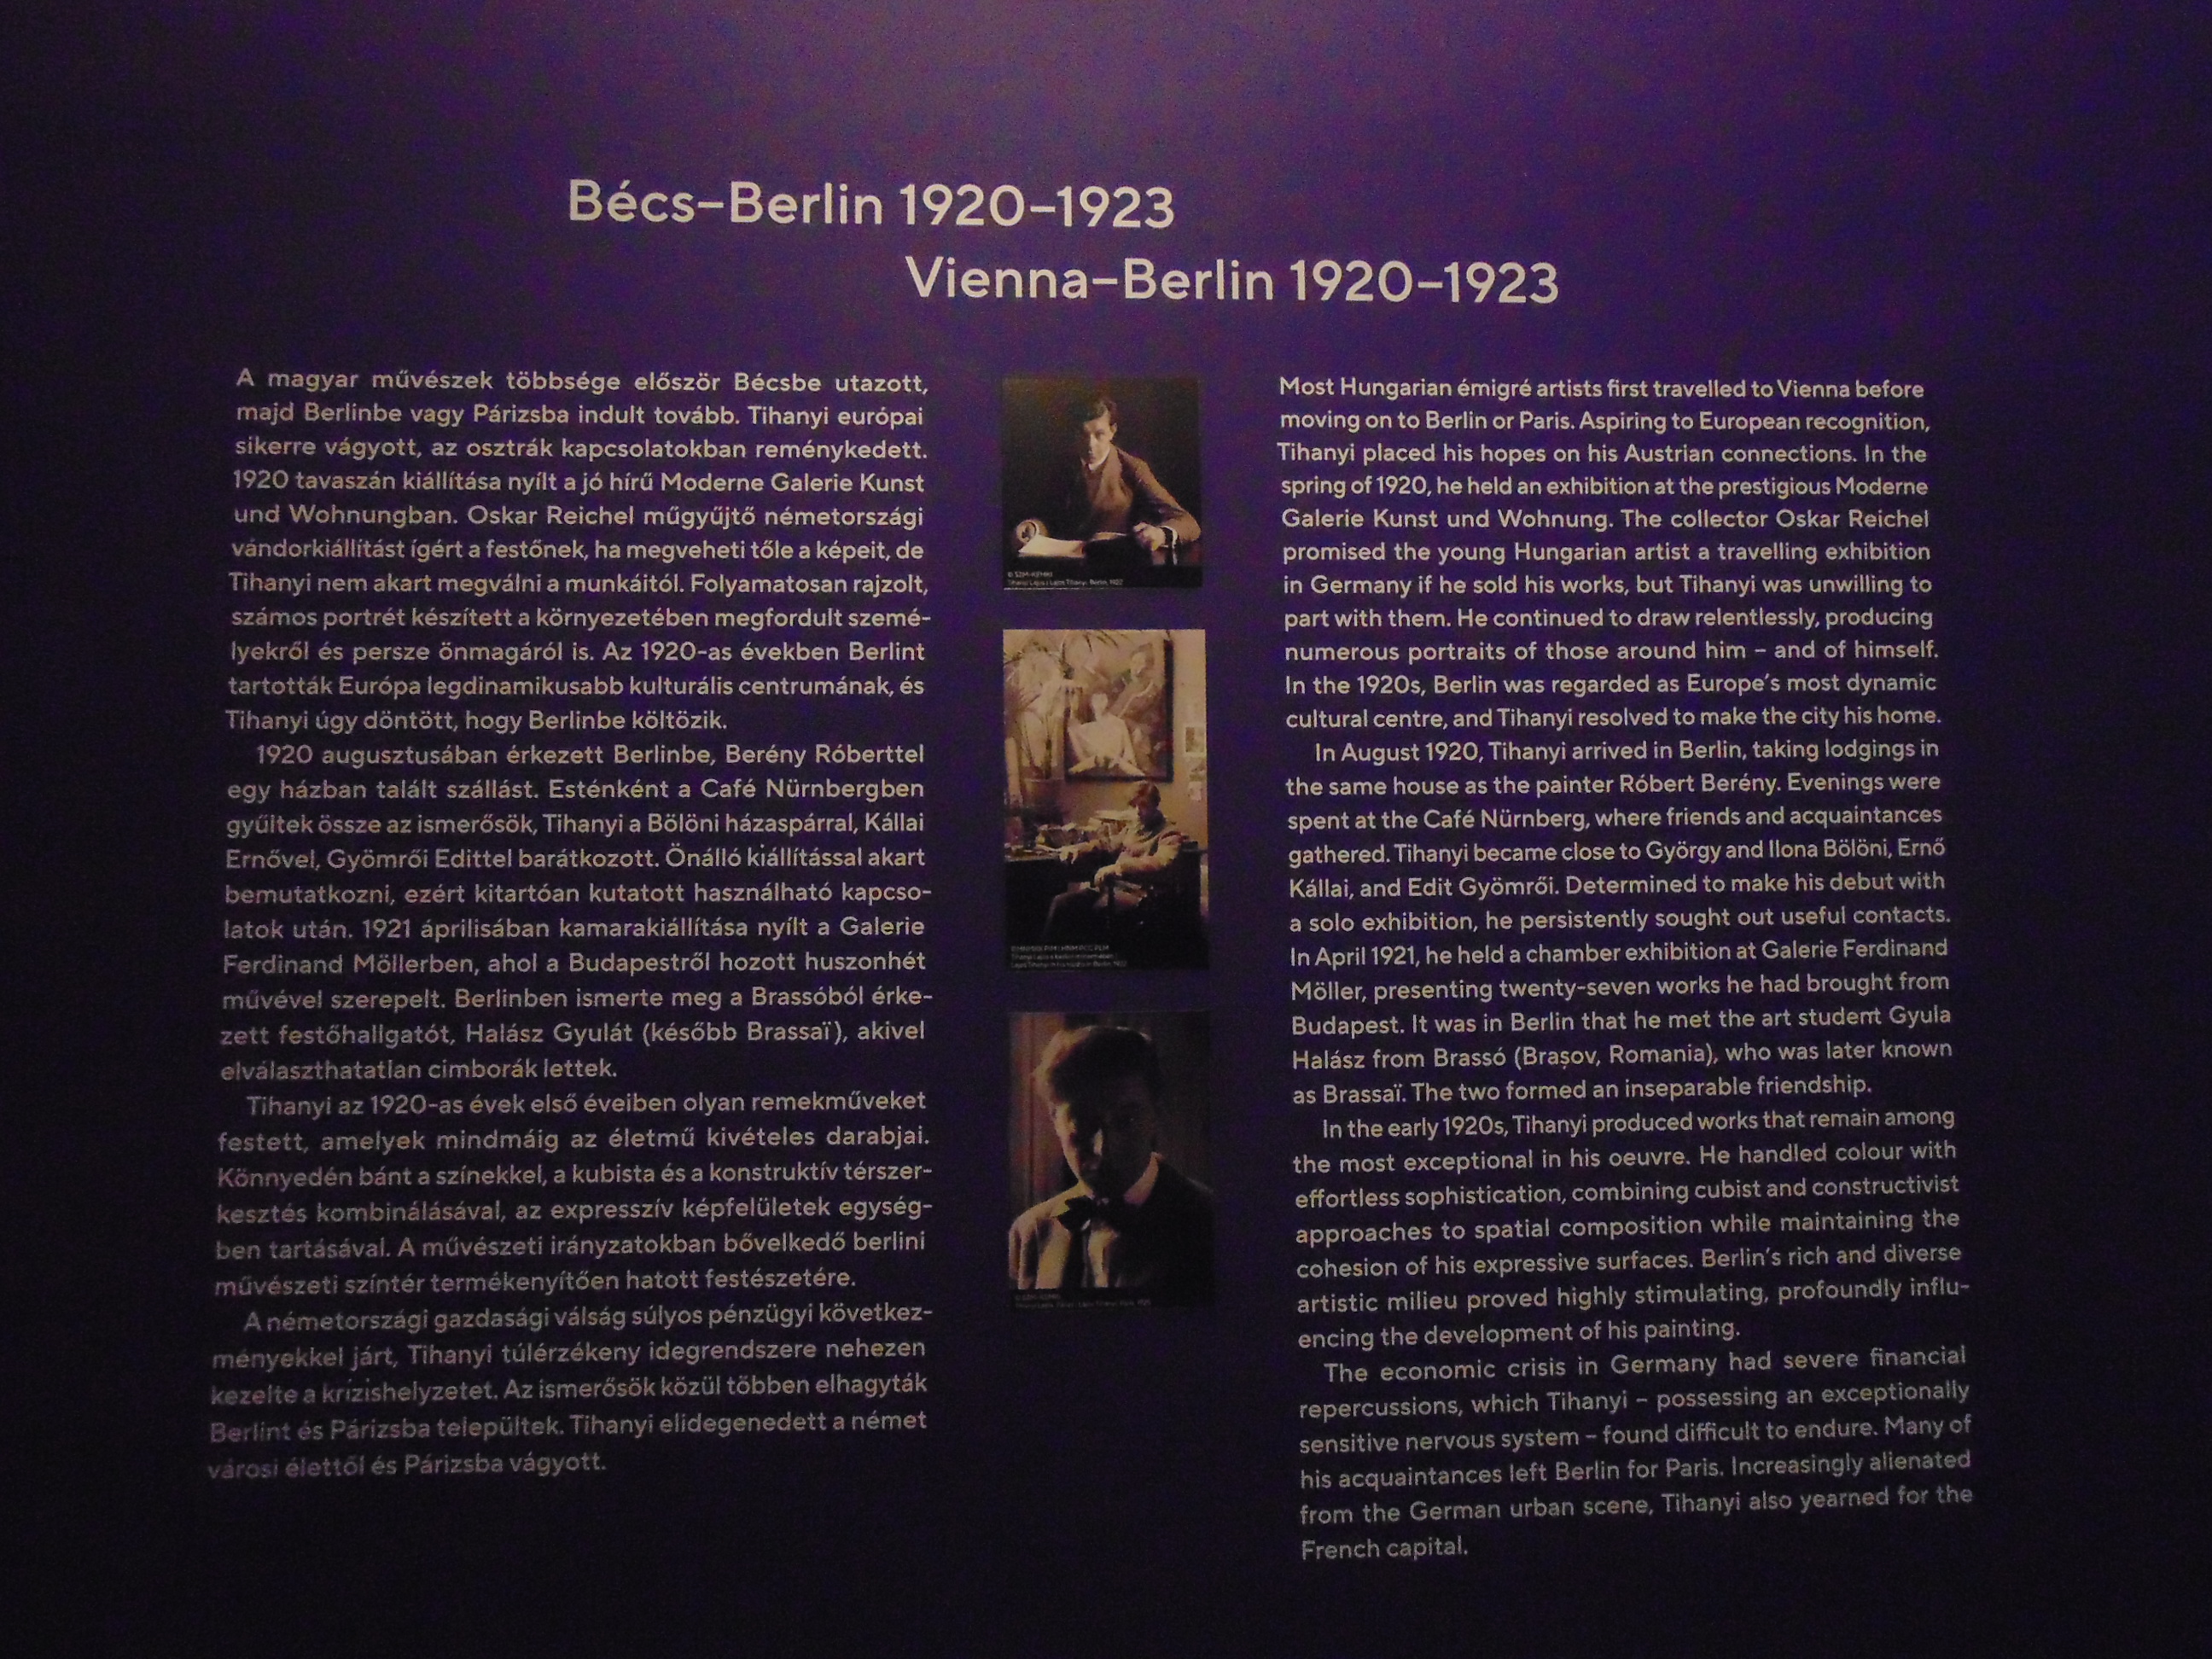 Bécs–Berlin 1920–1923
Vienna–Berlin 1920–1923
A magyar művészek többsége először Bécsbe utazott,
majd Berlinbe vagy Párizsba indult tovább. Tihanyi európai
sikerre vágyott, az osztrák kapcsolatokban reménykedett.
1920 tavaszán kiállítása nyílt a jó hírű Moderne Galerie Kunst
und Wohnungban. Oskar Reichel műgyűjtő németországi
vándorkiállítást ígért a festőnek, ha megveheti tőle a képeit, de
Tihanyi nem akart megválni a munkáitól. Folyamatosan rajzolt,
számos portrét készített a környezetében megfordult szemé-
lyekről és persze önmagáról is. Az 1920-as években Berlint
tartották Európa legdinamikusabb kulturális centrumának, és
Tihanyi úgy döntött, hogy Berlinbe költözik.
1920 augusztusában érkezett Berlinbe, Berény Róberttel
egy házban talált szállást. Esténként a Café Nürnbergben
gyűltek össze az ismerősök, Tihanyi a Bölöni házaspárral, Kállai
Ernővel, Gyömrői Edittel barátkozott. Önálló kiállítással akart
bemutatkozni, ezért kitartóan kutatott használható kapcso-
latok után. 1921 áprilisában kamarakiállítása nyílt a Galerie
Ferdinand Möllerben, ahol a Budapestről hozott huszonhét
művével szerepelt. Berlinben ismerte meg a Brassóból érke-
zett festőhallgatót, Halász Gyulát (később Brassaï), akivel
elválaszthatatlan cimborák lettek.
Tihanyi az 1920-as évek első éveiben olyan remekműveket
festett, amelyek mindmáig az életmű kivételes darabjai.
Könnyedén bánt a színekkel, a kubista és a konstruktív térszer-
kesztés kombinálásával, az expresszív képfelületek egység-
ben tartásával. A művészeti irányzatokban bővelkedő berlini
művészeti színtér termékenyítően hatott festészetére.
A németországi gazdasági válság súlyos pénzügyi következ-
ményekkel járt, Tihanyi túlérzékeny idegrendszere nehezen
kezelte a krízishelyzetet. Az ismerősök közül többen elhagyták
Berlint és Párizsba települtek. Tihanyi elidegenedett a német
városi élettől és Párizsba vágyott.
Most Hungarian émigré artists first travelled to Vienna before
moving on to Berlin or Paris. Aspiring to European recognition,
Tihanyi placed his hopes on his Austrian connections. In the
spring of 1920, he held an exhibition at the prestigious Moderne
Galerie Kunst und Wohnung. The collector Oskar Reichel
promised the young Hungarian artist a travelling exhibition
in Germany if he sold his works, but Tihanyi was unwilling to
part with them. He continued to draw relentlessly, producing
numerous portraits of those around him – and of himself.
In the 1920s, Berlin was regarded as Europe's most dynamic
cultural centre, and Tihanyi resolved to make the city his home.
In August 1920, Tihanyi arrived in Berlin, taking lodgings in
the same house as the painter Róbert Berény. Evenings were
spent at the Café Nürnberg, where friends and acquaintances
gathered. Tihanyi became close to György and Ilona Bölöni, Ernő
Kállai, and Edit Gyömrői. Determined to make his debut with
a solo exhibition, he persistently sought out useful contacts.
In April 1921, he held a chamber exhibition at Galerie Ferdinand
Möller, presenting twenty-seven works he had brought from
Budapest. It was in Berlin that he met the art student Gyula
Halász from Brassó (Brașov, Romania), who was later known
as Brassaï. The two formed an inseparable friendship.
In the early 1920s, Tihanyi produced works that remain among
the most exceptional in his oeuvre. He handled colour with
effortless sophistication, combining cubist and constructivist
approaches to spatial composition while maintaining the
cohesion of his expressive surfaces. Berlin's rich and diverse
artistic milieu proved highly stimulating, profoundly influ-
encing the development of his painting.
The economic crisis in Germany had severe financial
repercussions, which Tihanyi – possessing an exceptionally
sensitive nervous system – found difficult to endure. Many of
his acquaintances left Berlin for Paris. Increasingly alienated
from the German urban scene, Tihanyi also yearned for the
French capital.